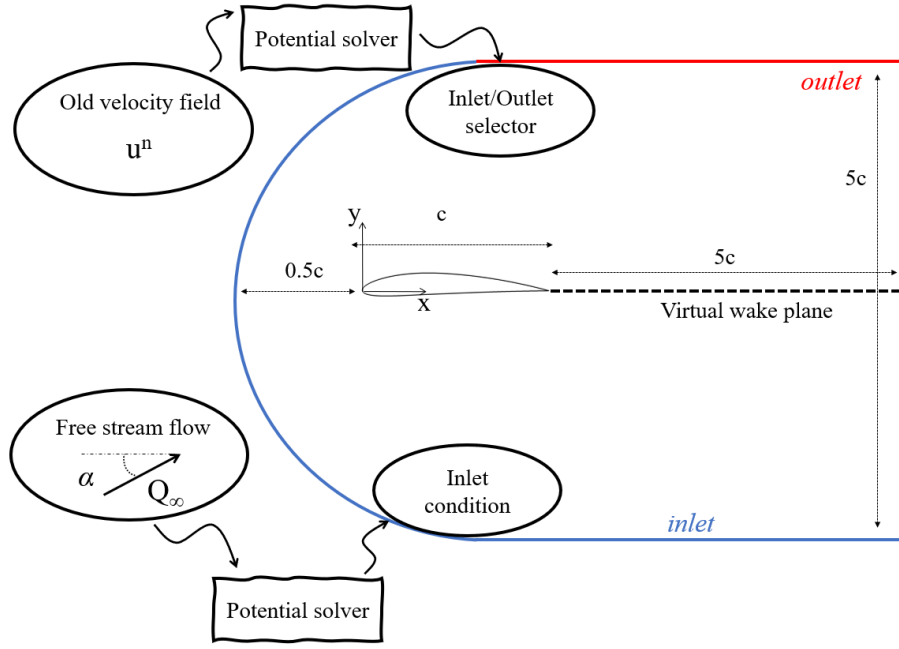 Potential solver
Old velocity field
uⁿ
Inlet/Outlet
selector
outlet
5c
y
c
0.5c
5c
x
Virtual wake plane
Free stream flow
α
Q∞
Inlet
condition
inlet
Potential solver